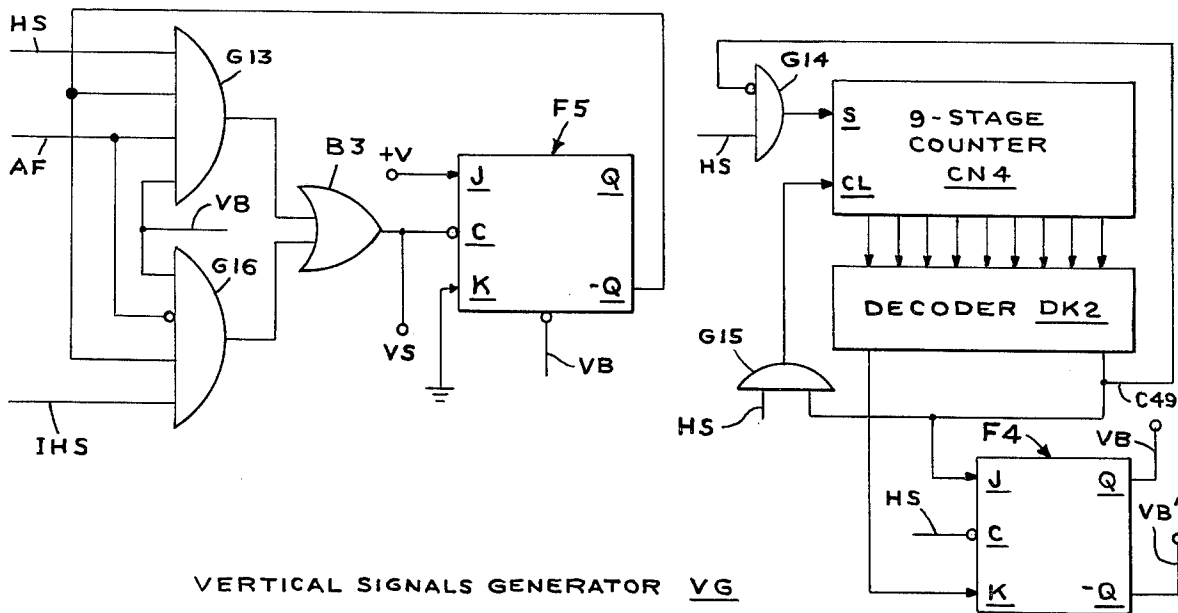 HS
G13
AF
VB
G16
IHS
B3
VS
+V
F5
J
Q
C
K
-Q
VB
HS
G14
S
CL
9-STAGE
COUNTER
CN4
DECODER DK2
G15
HS
C49
F4
HS
J
Q
C
K
-Q
VB
VB'
VERTICAL SIGNALS GENERATOR VG